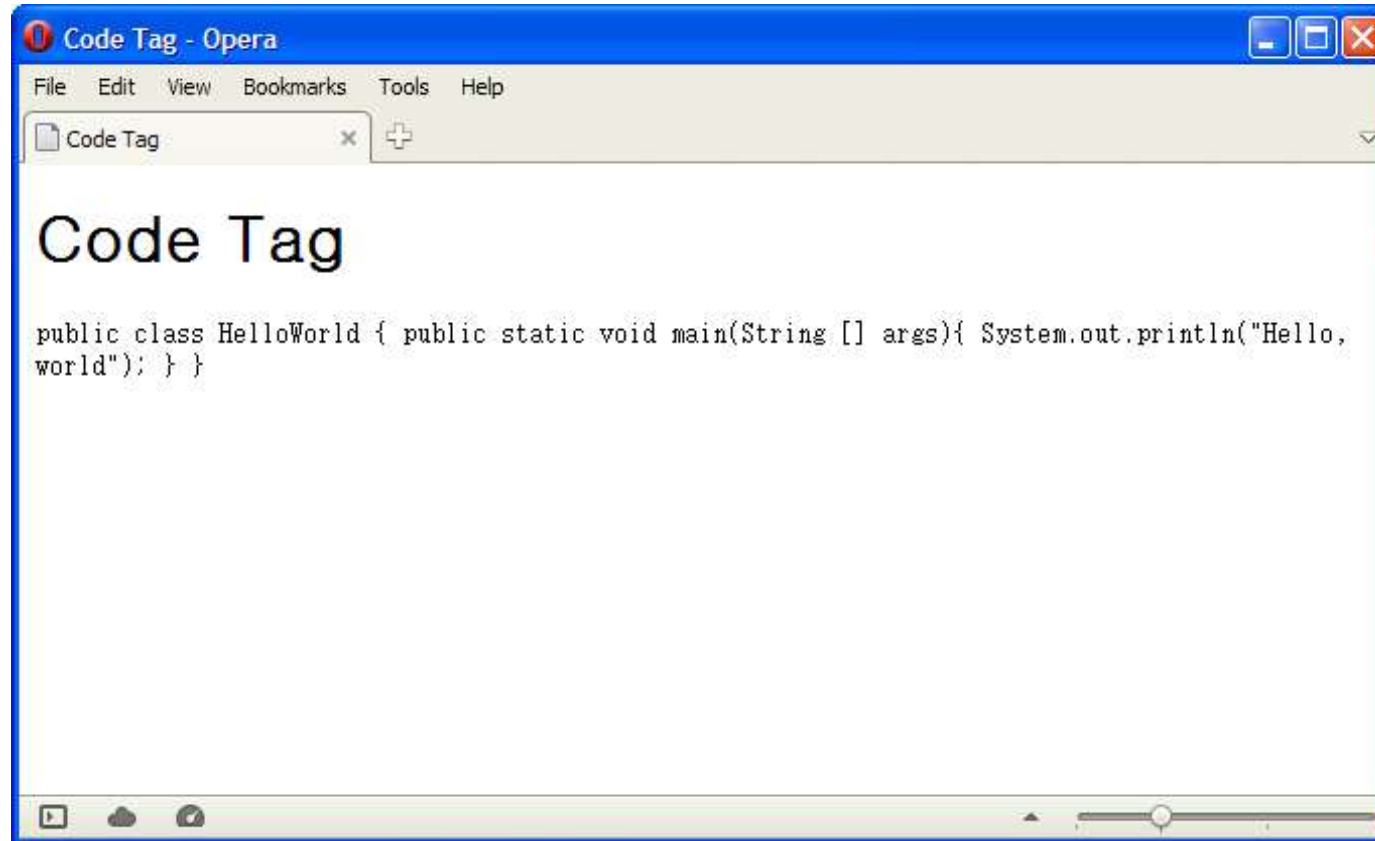 Code Tag - Opera
File Edit View Bookmarks Tools Help
Code Tag
Code Tag
public class HelloWorld { public static void main(String [] args){ System.out.println("Hello,
world"); } }